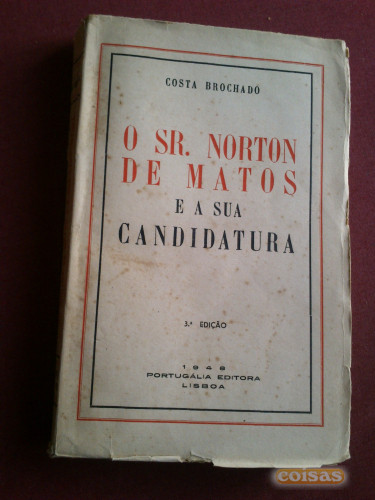 COSTA BROCHADO
O SR. NORTON
DE MATOS
E A SUA
CANDIDATURA
3.ª EDIÇÃO
1948
PORTUGÁLIA EDITORA
LISBOA
coisas